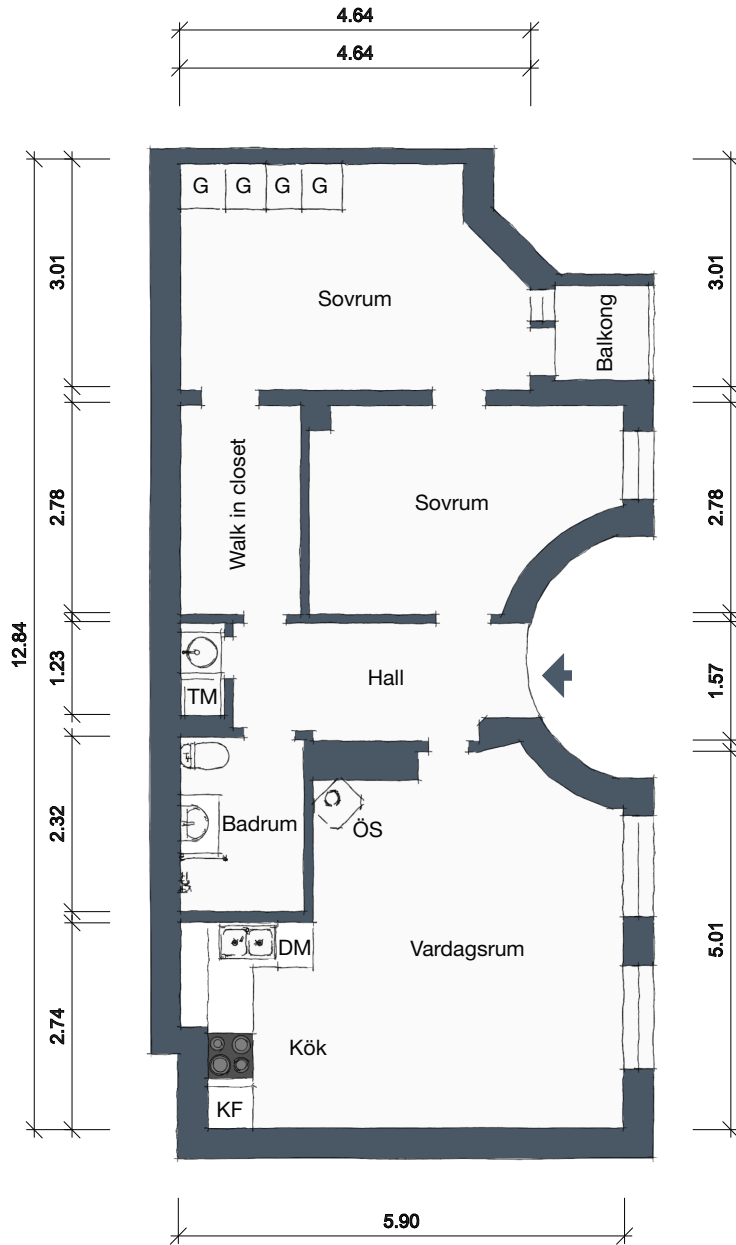 4.64
4.64
G G G G
3.01
3.01
Sovrum
Balkong
2.78
Walk in closet
Sovrum
2.78
12.84
1.23
TM
Hall
1.57
2.32
Badrum
ÖS
5.01
DM
Vardagsrum
2.74
Kök
KF
5.90